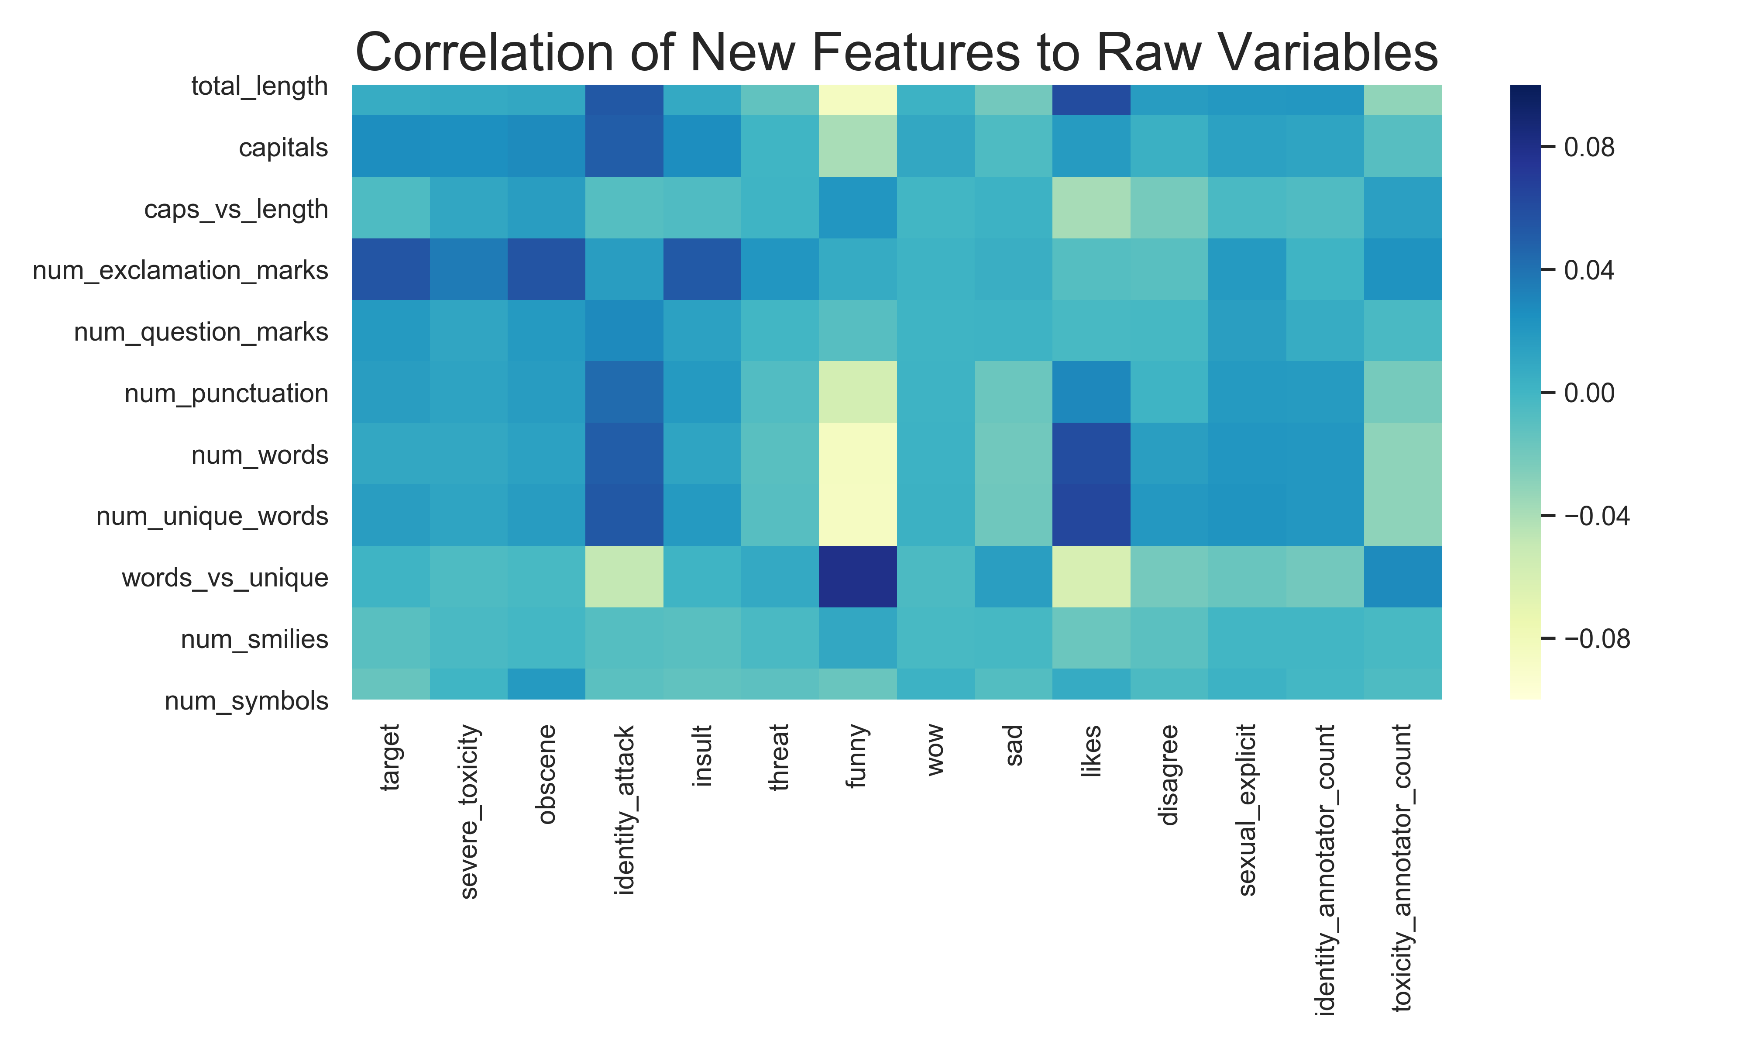 Correlation of New Features to Raw Variables
total_length
capitals
caps_vs_length
num_exclamation_marks
num_question_marks
num_punctuation
num_words
num_unique_words
words_vs_unique
num_smilies
num_symbols
target
severe_toxicity
obscene
identity_attack
insult
threat
funny
wow
sad
likes
disagree
sexual_explicit
identity_annotator_count
toxicity_annotator_count
0.08
0.04
0.00
−0.04
−0.08